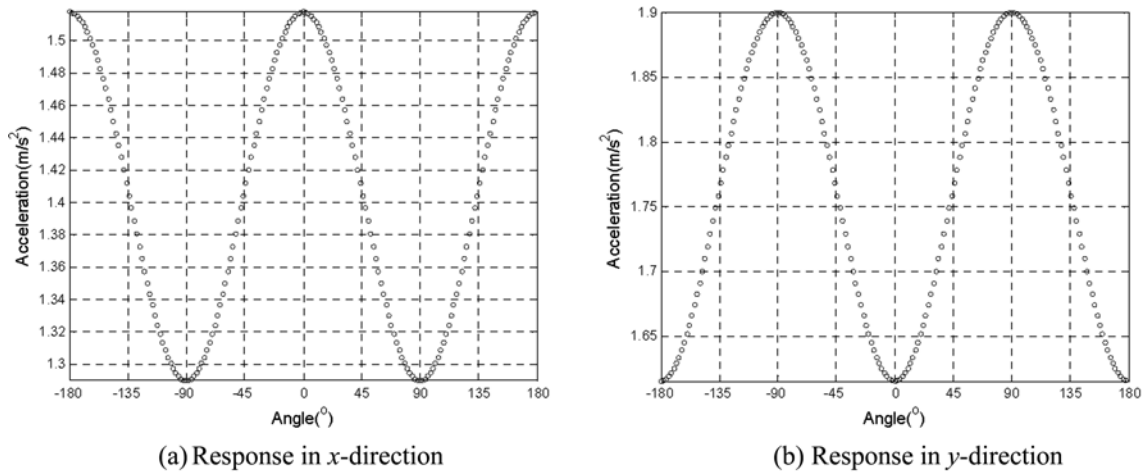 1.5
1.48
1.46
1.44
1.42
1.4
1.38
1.36
1.34
1.32
1.3
Acceleration(m/s²)
-180 -135 -90 -45 0 45 90 135 180
Angle(°)
(a) Response in x-direction
1.9
1.85
1.8
1.75
1.7
1.65
Acceleration(m/s²)
-180 -135 -90 -45 0 45 90 135 180
Angle(°)
(b) Response in y-direction